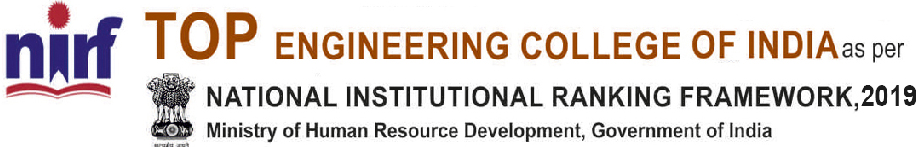 nirf
TOP ENGINEERING COLLEGE OF INDIA as per
NATIONAL INSTITUTIONAL RANKING FRAMEWORK,2019
Ministry of Human Resource Development, Government of India